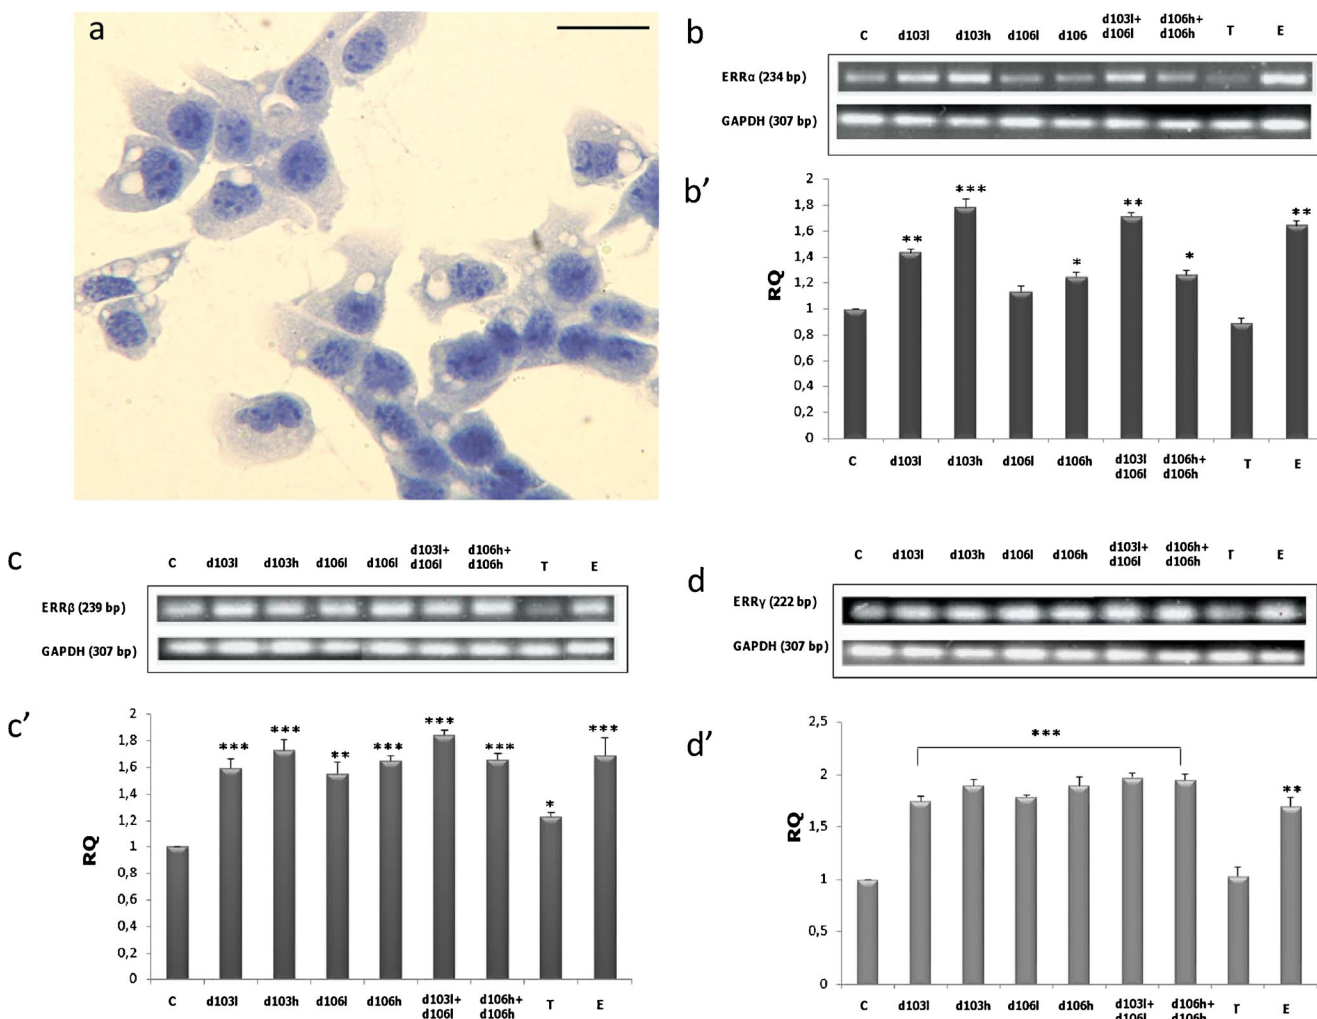 a
b
C d103l d103h d106l d106 d103l+ d106h+ T E
d106l d106h
ERRα (234 bp)
GAPDH (307 bp)
b’
2
1,8
1,6
1,4
1,2
1
0,8
0,6
0,4
0,2
0
RQ
** *** * ** * **
C d103l d103h d106l d106h d103l d106h+ T E
d106l d106h
c
C d103l d103h d106l d106l d103l+ d106h+ T E
d106l d106h
ERRβ (239 bp)
GAPDH (307 bp)
c’
2
1,8
1,6
1,4
1,2
1
0,8
0,6
0,4
0,2
0
RQ
*** *** ** *** *** *** * ***
C d103l d103h d106l d106h d103l+ d106h+ T E
d106l d106h
d
C d103l d103h d106l d106h d103l+ d106h+ T E
d106l d106h
ERRγ (222 bp)
GAPDH (307 bp)
d’
2,5
2
1,5
1
0,5
0
RQ
*** **
C d103l d103h d106l d106h d103l+ d106h+ T E
d106l d106h